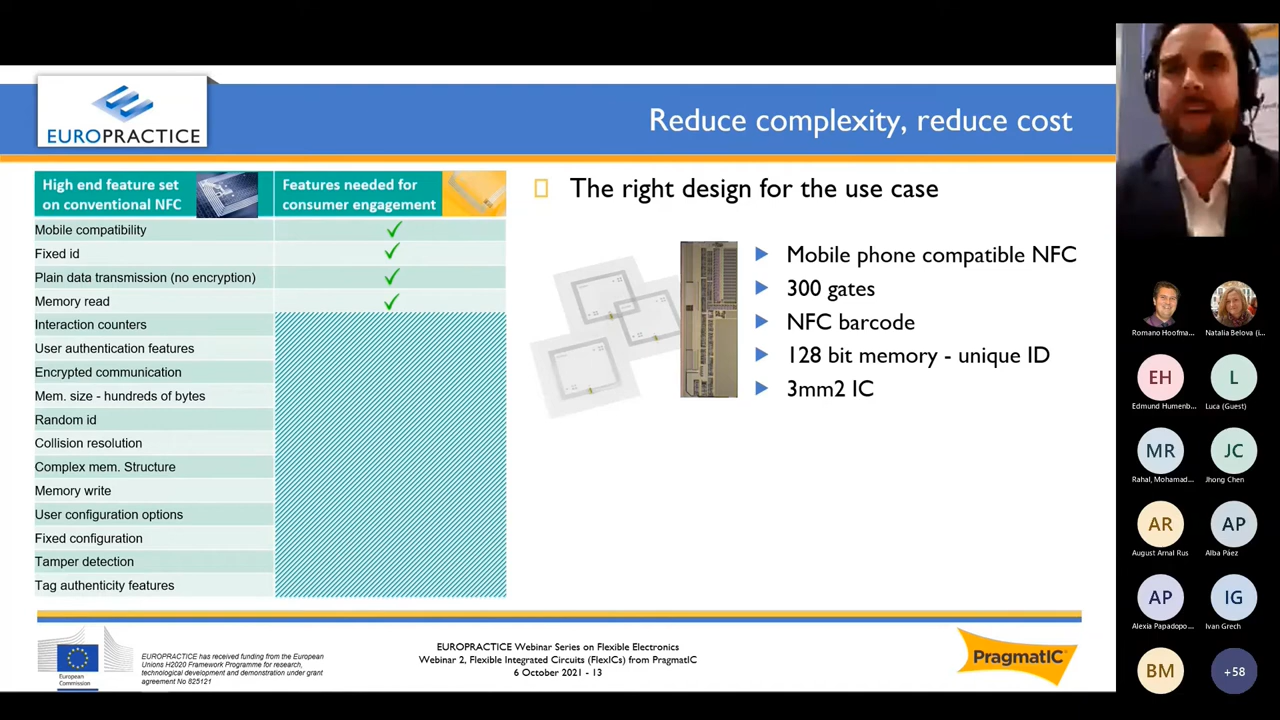 EUROPRACTICE
Reduce complexity, reduce cost
High end feature set
on conventional NFC
Features needed for
consumer engagement
Mobile compatibility
Fixed id
Plain data transmission (no encryption)
Memory read
Interaction counters
User authentication features
Encrypted communication
Mem. size - hundreds of bytes
Random id
Collision resolution
Complex mem. Structure
Memory write
User configuration options
Fixed configuration
Tamper detection
Tag authenticity features
The right design for the use case
Mobile phone compatible NFC
300 gates
NFC barcode
128 bit memory - unique ID
3mm2 IC
European
Commission
EUROPRACTICE has received funding from the European
Unions H2020 Framework Programme for research,
technological development and demonstration under grant
agreement No 825121
EUROPRACTICE Webinar Series on Flexible Electronics
Webinar 2, Flexible Integrated Circuits (FlexICs) from PragmatIC
6 October 2021 - 13
PragmatIC
Romano Hoofma...
Natalia Belova (i...
EH
Edmund Humenb...
L
Luca (Guest)
MR
Rahal, Mohamad...
JC
Jhong Chen
AR
August Arnal Rus
AP
Alba Páez
AP
Alexia Papadopo...
IG
Ivan Grech
BM
+58